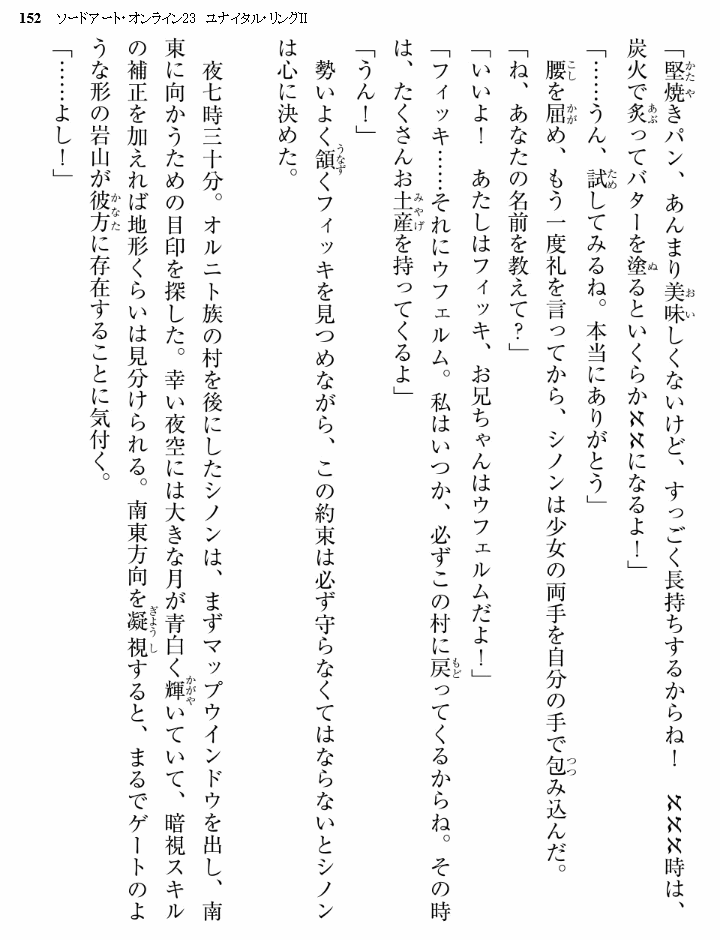 152　ソードアート・オンライン23　ユナイタル・リングII
「堅焼きパン、あんまり美味しくないけど、すっごく長持ちするからね！　ℵℵℵ時は、
炭火で炙ってバターを塗るといくらかℵℵになるよ！」
「……うん、試してみるね。本当にありがとう」
　腰を屈め、もう一度礼を言ってから、シノンは少女の両手を自分の手で包み込んだ。
「ね、あなたの名前を教えて？」
「いいよ！　あたしはフィッキ、お兄ちゃんはウフェルムだよ！」
「フィッキ……それにウフェルム。私はいつか、必ずこの村に戻ってくるからね。その時
は、たくさんお土産を持ってくるよ」
「うん！」
　勢いよく頷くフィッキを見つめながら、この約束は必ず守らなくてはならないとシノン
は心に決めた。
　夜七時三十分。オルニト族の村を後にしたシノンは、まずマップウインドウを出し、南
東に向かうための目印を探した。幸い夜空には大きな月が青白く輝いていて、暗視スキル
の補正を加えれば地形くらいは見分けられる。南東方向を凝視すると、まるでゲートのよ
うな形の岩山が彼方に存在することに気付く。
「……よし！」